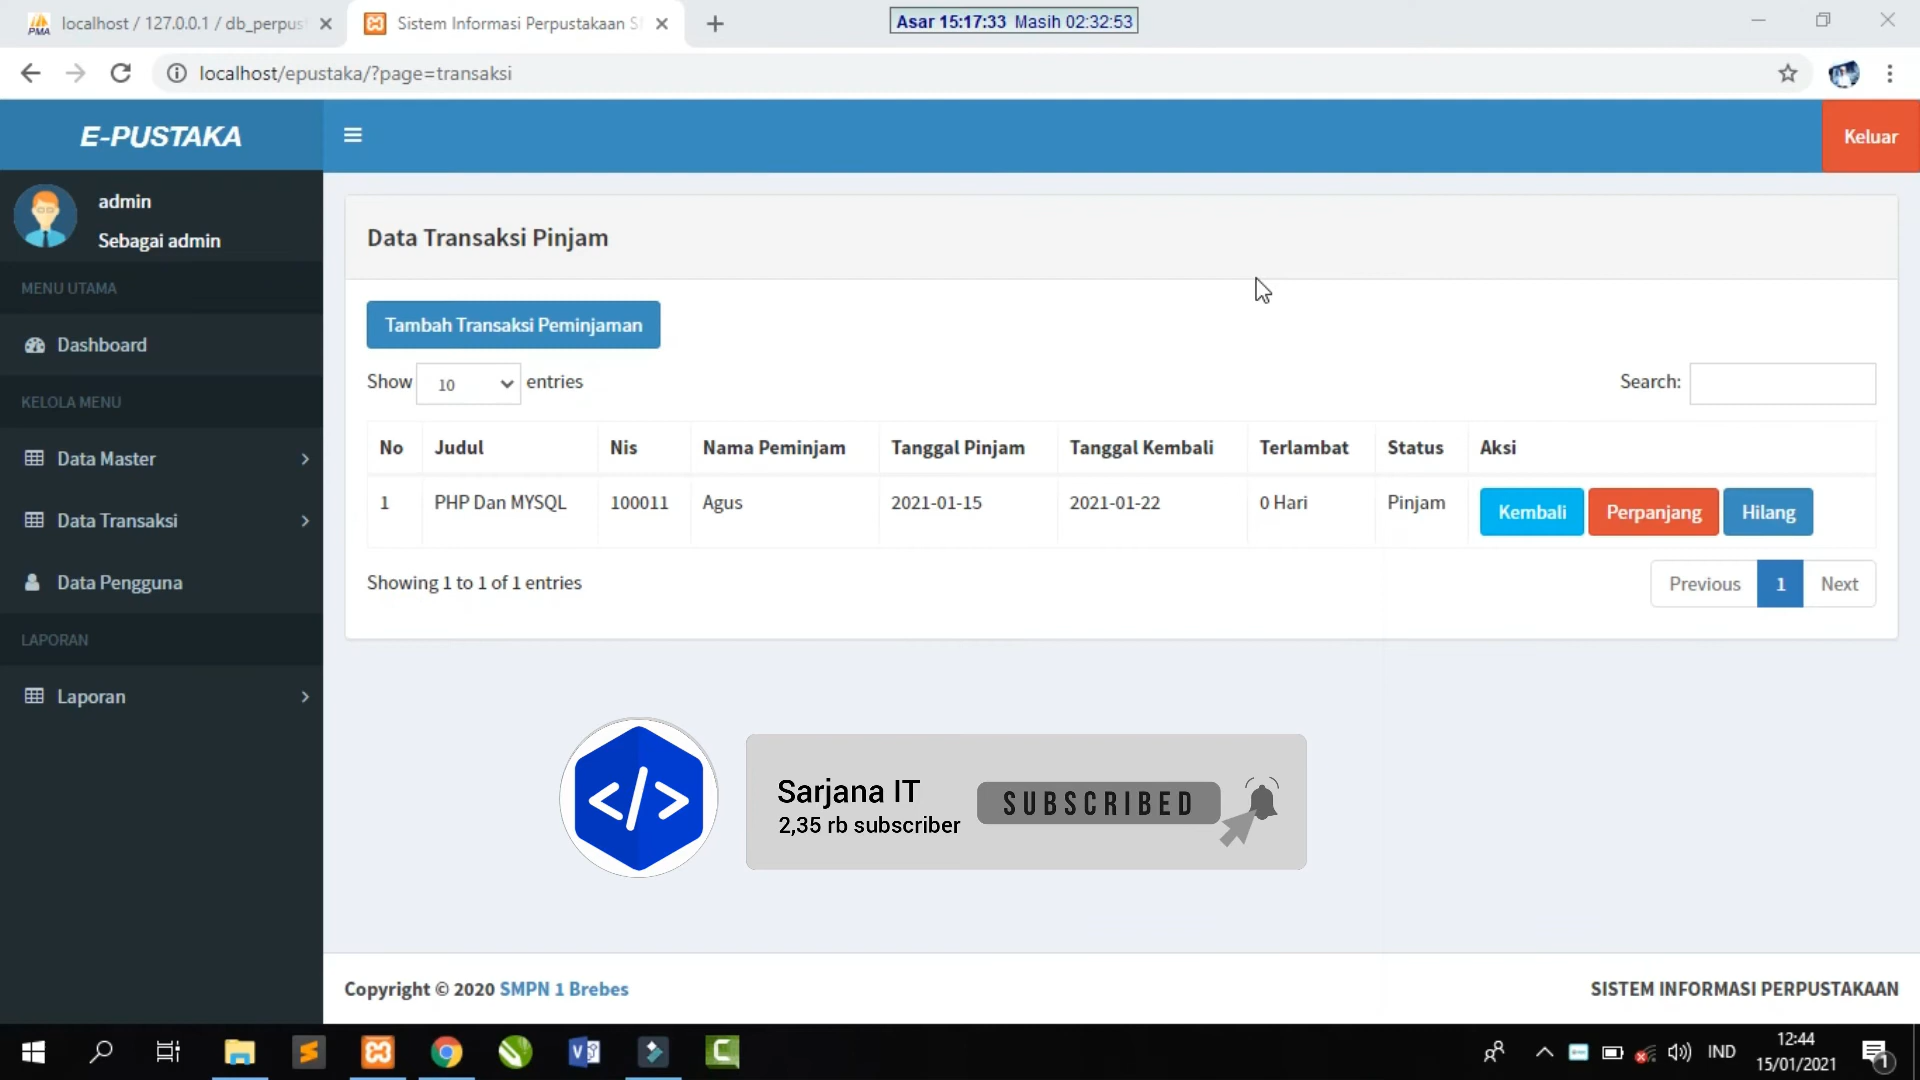 localhost / 127.0.0.1 / db_perpus
Sistem Informasi Perpustakaan S
Asar 15:17:33 Masih 02:32:53
localhost/epustaka/?page=transaksi
E-PUSTAKA
Keluar
admin
Sebagai admin
MENU UTAMA
Dashboard
KELOLA MENU
Data Master
Data Transaksi
Data Pengguna
LAPORAN
Laporan
Data Transaksi Pinjam
Tambah Transaksi Peminjaman
Show 10 entries
Search:
No Judul Nis Nama Peminjam Tanggal Pinjam Tanggal Kembali Terlambat Status Aksi
1 PHP Dan MYSQL 100011 Agus 2021-01-15 2021-01-22 0 Hari Pinjam Kembali Perpanjang Hilang
Showing 1 to 1 of 1 entries
Previous 1 Next
</>
Sarjana IT
2,35 rb subscriber
SUBSCRIBED
Copyright © 2020 SMPN 1 Brebes
SISTEM INFORMASI PERPUSTAKAAN
IND
12:44
15/01/2021
1